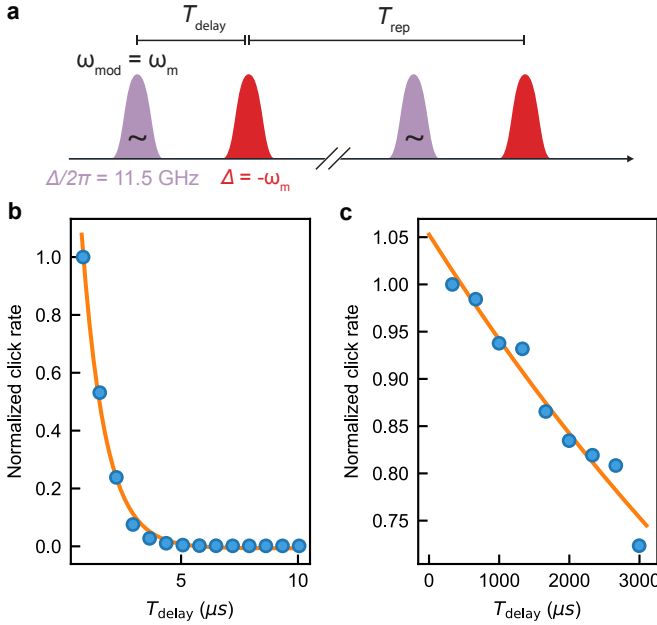 a
T_delay
T_rep
ω_mod = ω_m
~
~
Δ/2π = 11.5 GHz
Δ = -ω_m
b
Normalized click rate
1.0
0.8
0.6
0.4
0.2
0.0
5
10
T_delay (μs)
c
Normalized click rate
1.05
1.00
0.95
0.90
0.85
0.80
0.75
0
1000
2000
3000
T_delay (μs)